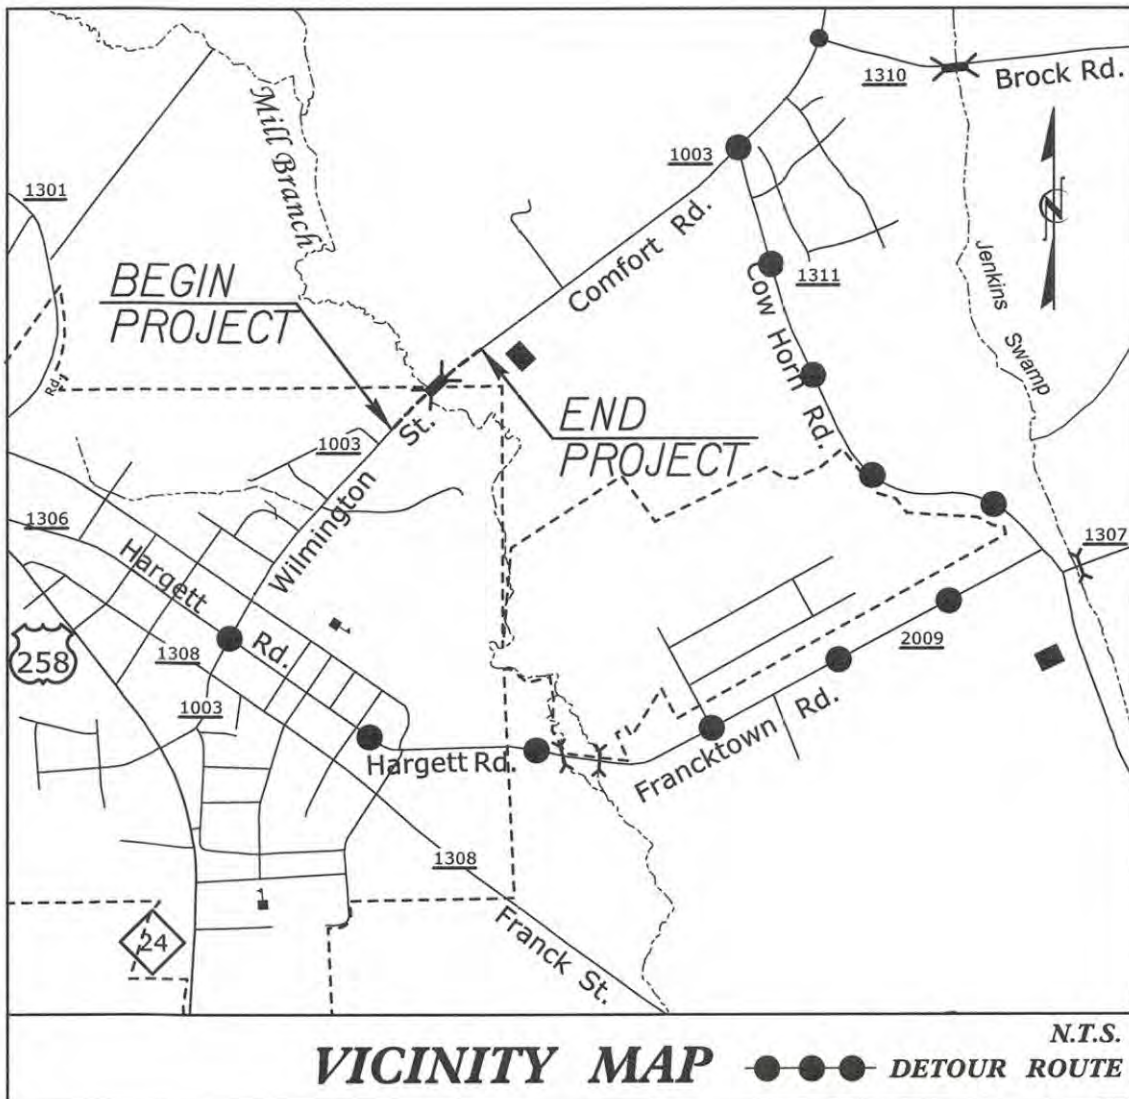 1310
Brock Rd.
Mill Branch
1003
1301
Comfort Rd.
1311
Jenkins Swamp
BEGIN
PROJECT
Cow Horn Rd.
Rd.
END
PROJECT
1003
Wilmington St.
1306
1307
Hargett Rd.
258
1308
2009
1003
Hargett Rd.
Francktown Rd.
1308
24
Franck St.
N.T.S.
VICINITY MAP
DETOUR ROUTE